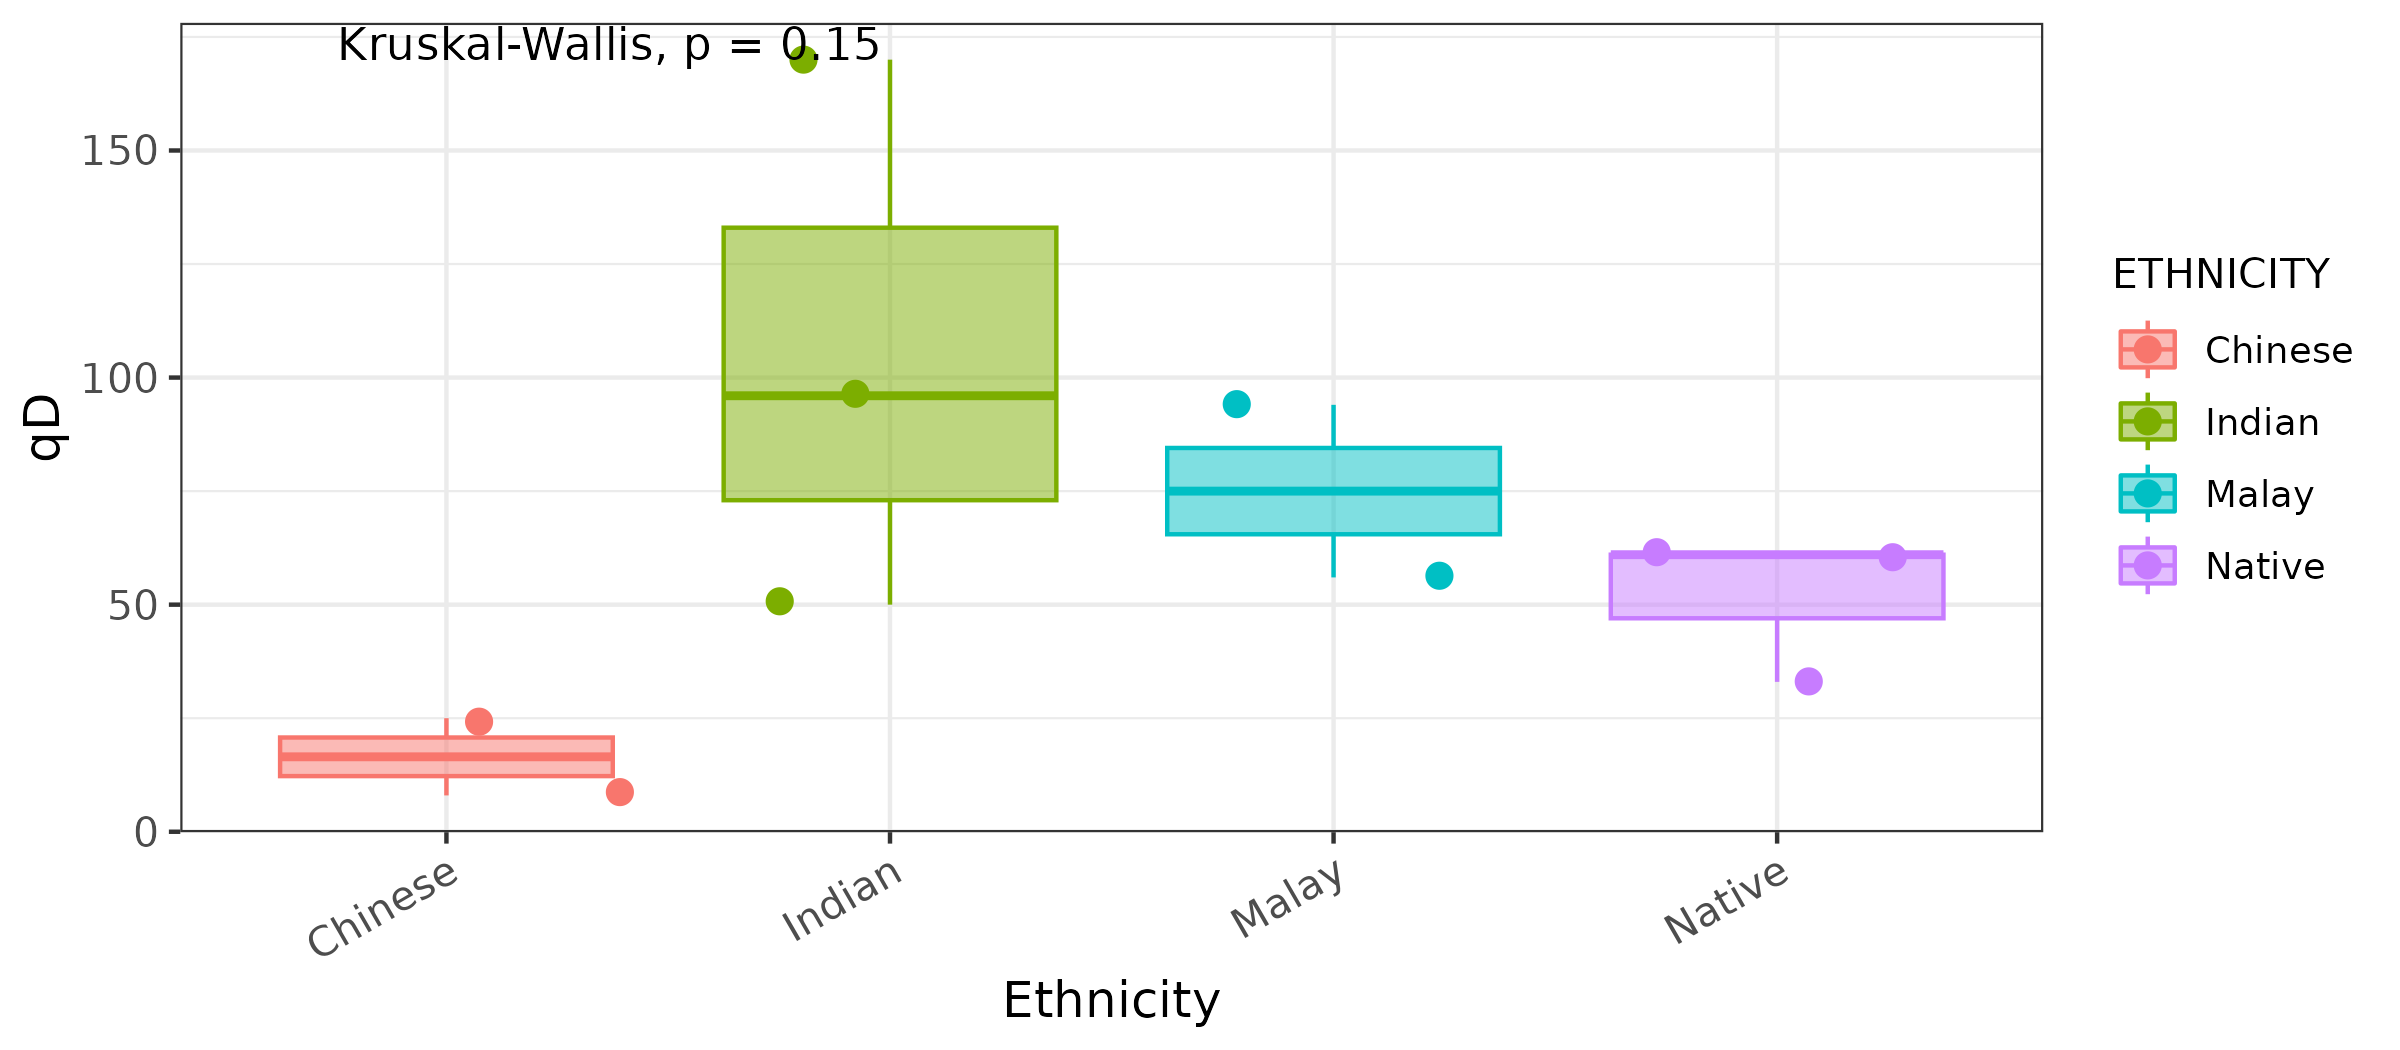 Kruskal-Wallis, p = 0.15
150
100
50
0
qD
Chinese
Indian
Malay
Native
Ethnicity
ETHNICITY
Chinese
Indian
Malay
Native